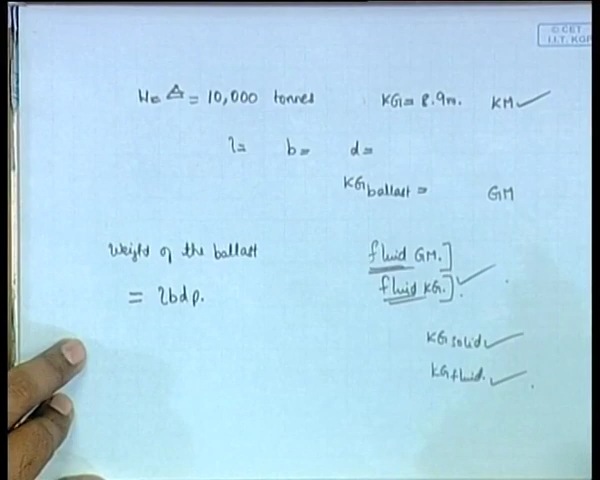 © CET
I.I.T. KGP
W= Δ = 10,000 tonnes KG = 8.9m. KM ✓
l= b= d=
KG ballast = GM
Weight of the ballast
= lbdρ.
fluid GM.]
fluid KG.] ✓
KG solid ✓
KG fluid. ✓